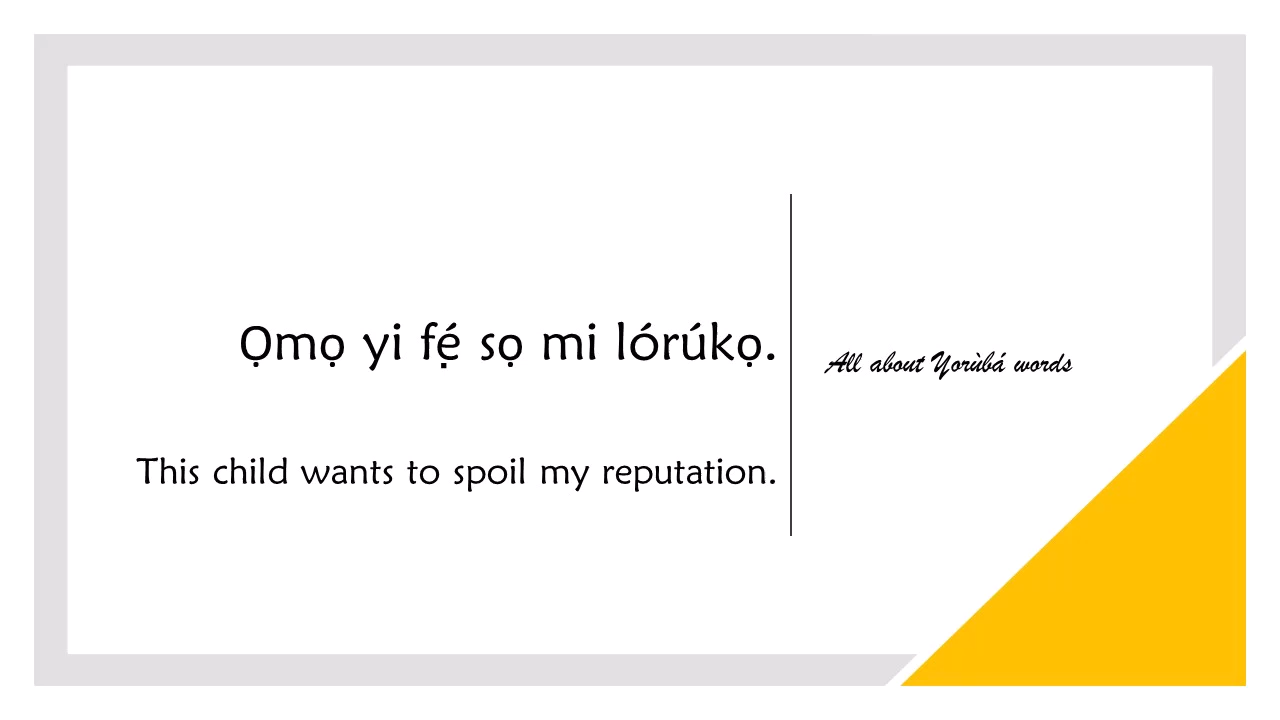 Ọmọ yi fẹ́ sọ mi lórúkọ.
This child wants to spoil my reputation.
All about Yorùbá words